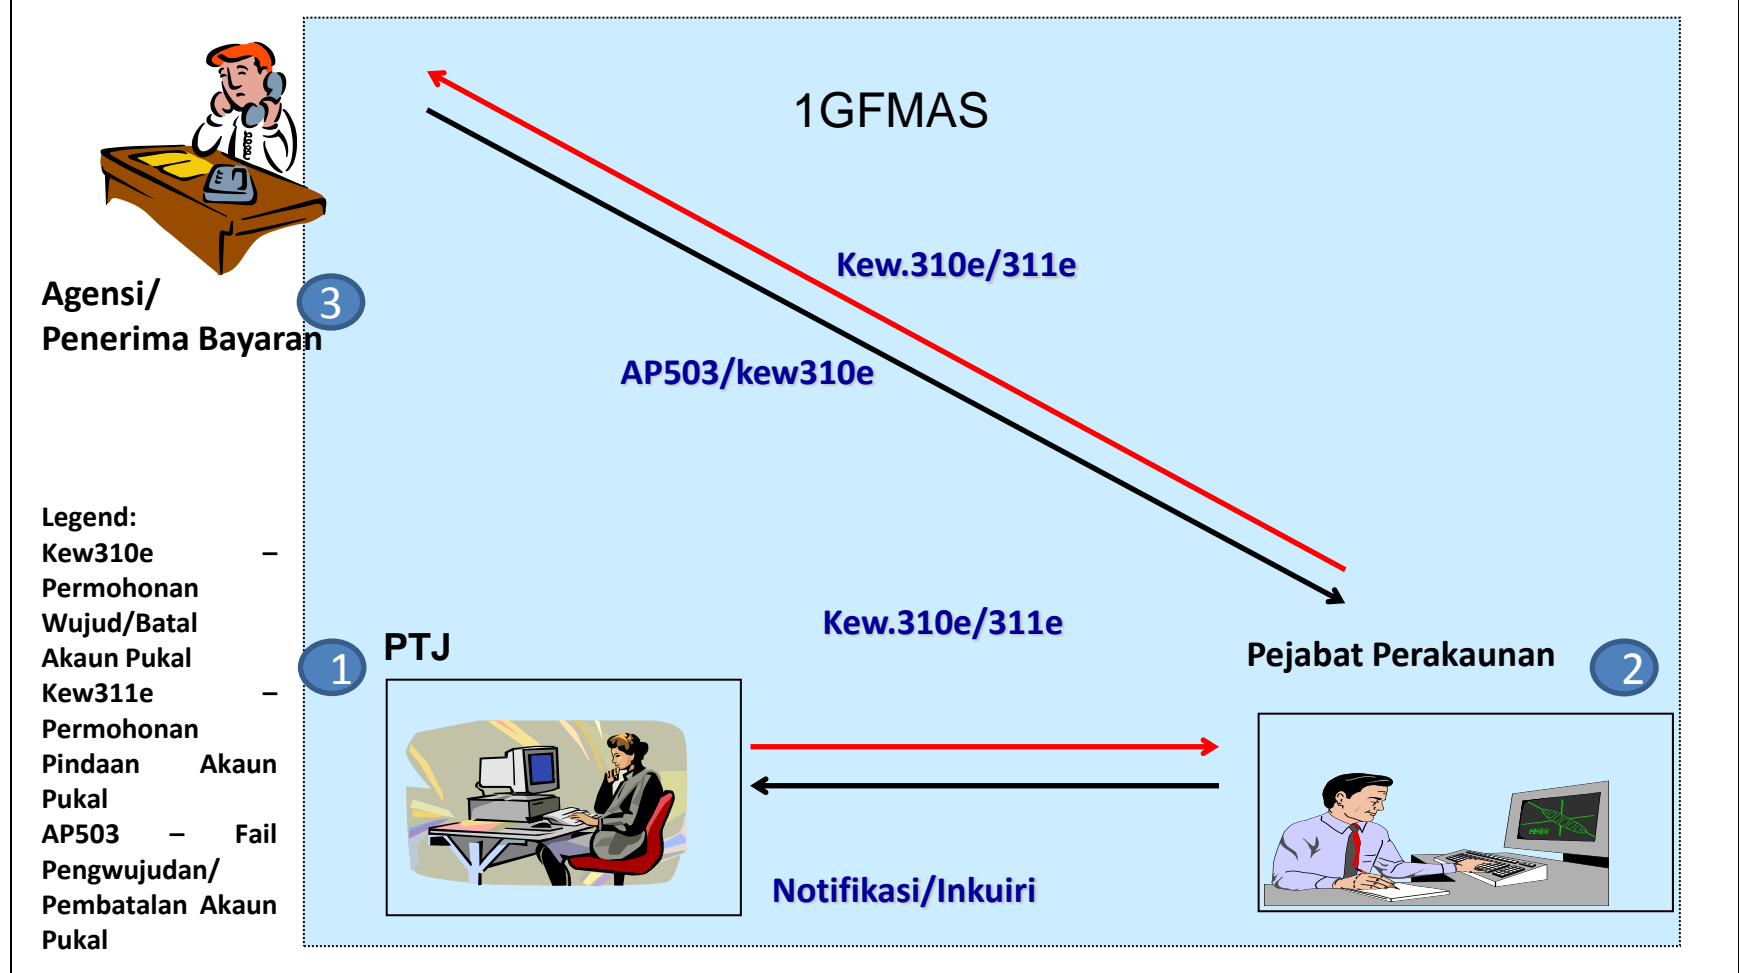 1GFMAS
Kew.310e/311e
Agensi/
Penerima Bayaran
3
AP503/kew310e
Legend:
Kew310e –
Permohonan
Wujud/Batal
Akaun Pukal
Kew311e –
Permohonan
Pindaan Akaun
Pukal
AP503 – Fail
Pengwujudan/
Pembatalan Akaun
Pukal
Kew.310e/311e
1
PTJ
Pejabat Perakaunan
2
Notifikasi/Inkuiri